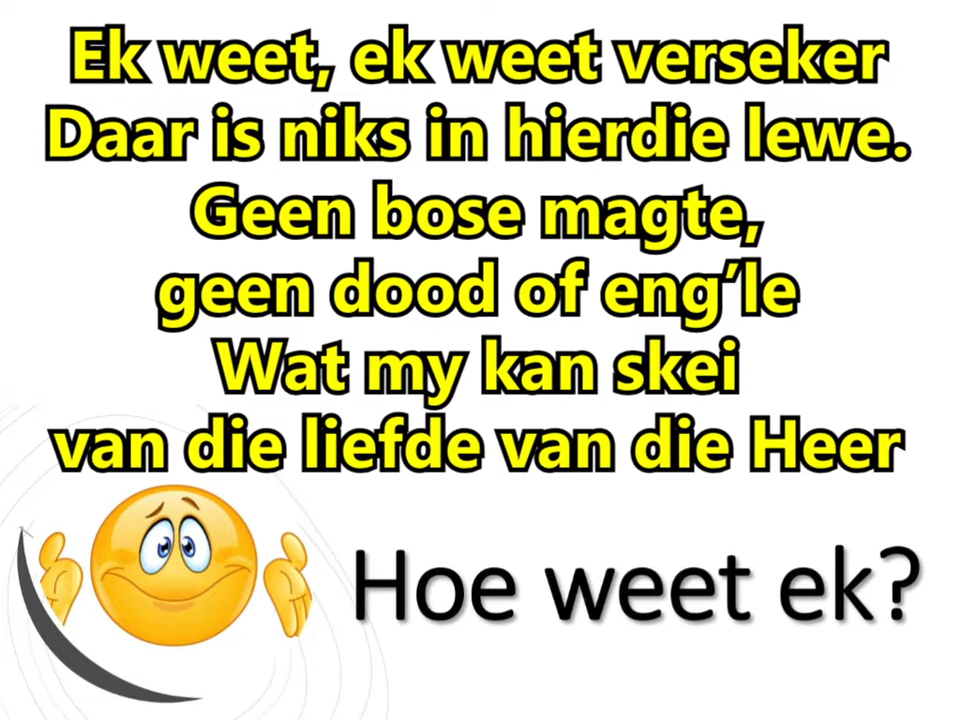 Ek weet, ek weet verseker
Daar is niks in hierdie lewe.
Geen bose magte,
geen dood of eng’le
Wat my kan skei
van die liefde van die Heer
Hoe weet ek?